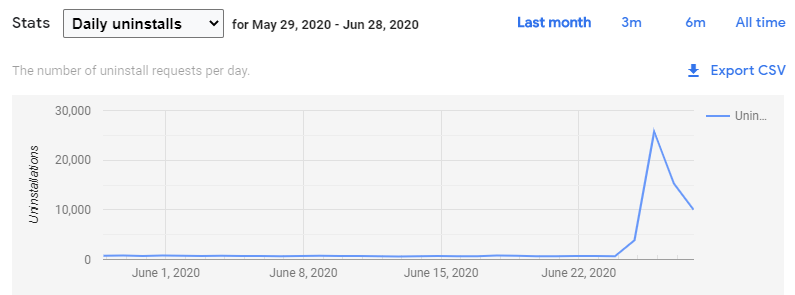 Stats Daily uninstalls for May 29, 2020 - Jun 28, 2020 Last month 3m 6m All time
The number of uninstall requests per day. Export CSV
30,000
20,000
10,000
0
Uninstallations
Unin...
June 1, 2020 June 8, 2020 June 15, 2020 June 22, 2020